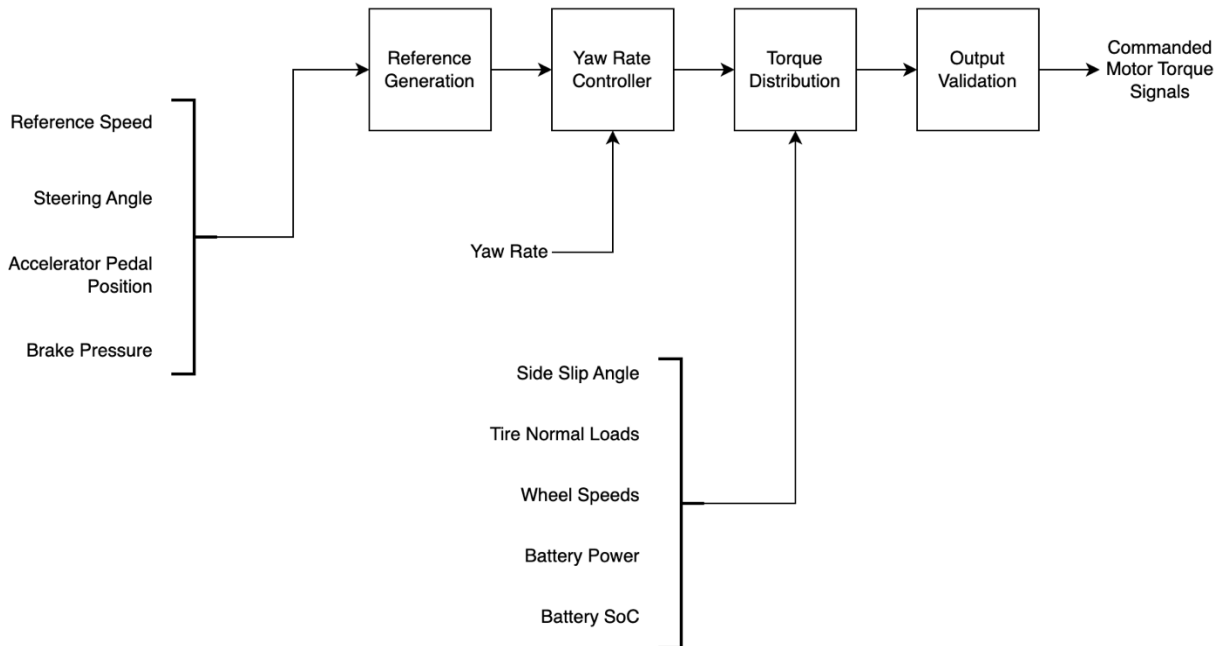 Reference
Generation
Yaw Rate
Controller
Torque
Distribution
Output
Validation
Commanded
Motor Torque
Signals
Reference Speed
Steering Angle
Accelerator Pedal
Position
Brake Pressure
Yaw Rate
Side Slip Angle
Tire Normal Loads
Wheel Speeds
Battery Power
Battery SoC